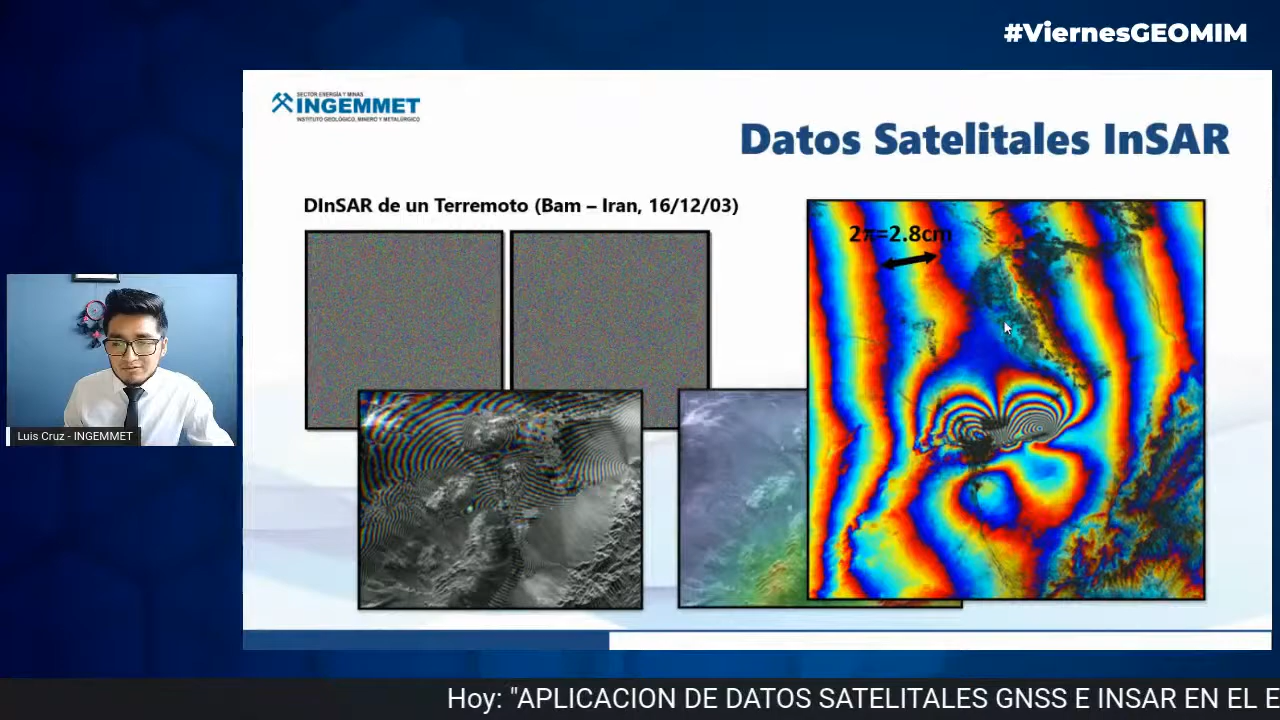 #ViernesGEOMIM
SECTOR ENERGÍA Y MINAS
INGEMMET
INSTITUTO GEOLÓGICO, MINERO Y METALÚRGICO
Datos Satelitales InSAR
DInSAR de un Terremoto (Bam – Iran, 16/12/03)
2π=2.8cm
Luis Cruz - INGEMMET
Hoy: "APLICACION DE DATOS SATELITALES GNSS E INSAR EN EL E